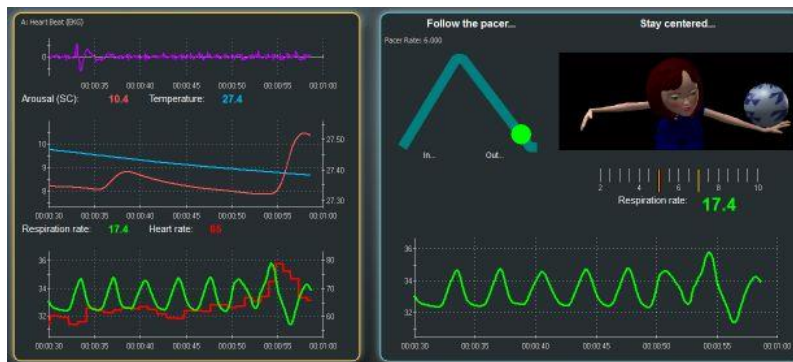 A: Heart Beat (EKG)
0
00:00:35 00:00:40 00:00:45 00:00:50 00:00:55 00:01:00
Arousal (SC): 10.4 Temperature: 27.4
10
9
8
27.50
27.40
27.30
00:00:30 00:00:35 00:00:40 00:00:45 00:00:50 00:00:55 00:01:00
Respiration rate: 17.4 Heart rate:
36
34
32
80
70
60
00:00:30 00:00:35 00:00:40 00:00:45 00:00:50 00:00:55 00:01:00
Follow the pacer... Stay centered...
Pacer Rate: 6.000
In... Out...
2 4 6 8 10
Respiration rate: 17.4
36
34
32
00:00:30 00:00:35 00:00:40 00:00:45 00:00:50 00:00:55 00:01:00